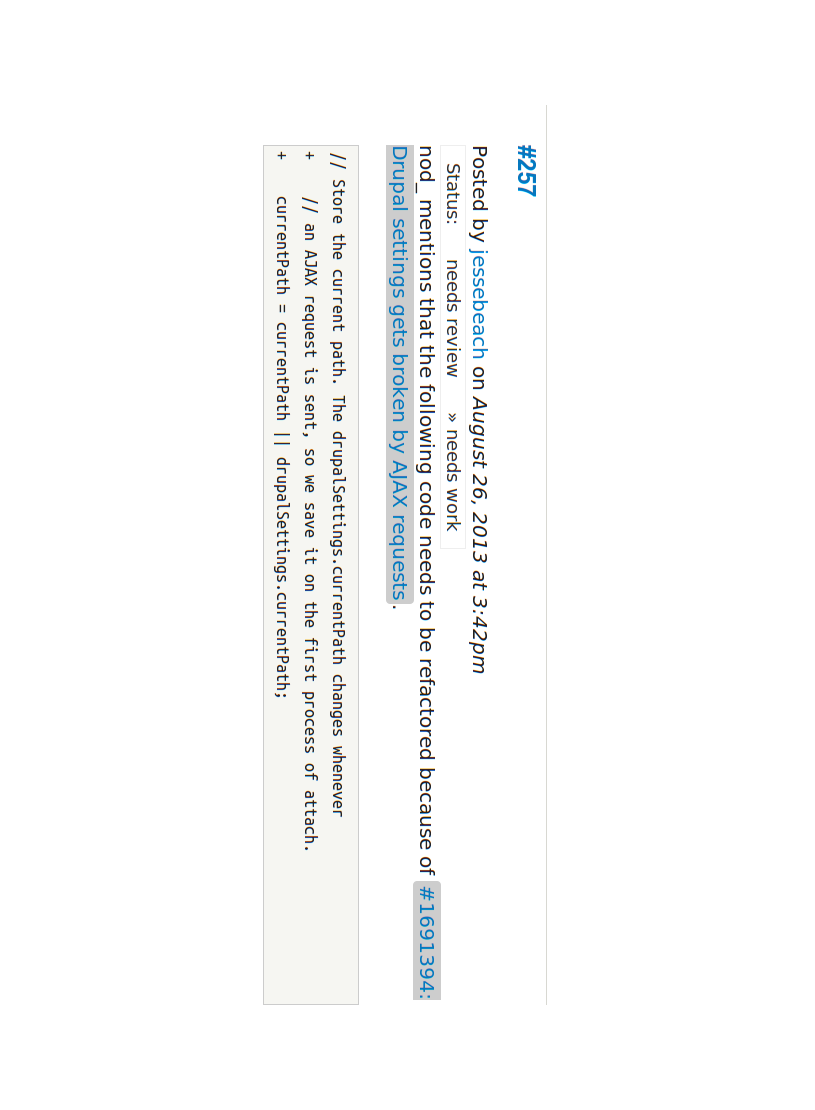 #257
Posted by jessebeach on August 26, 2013 at 3:42pm
Status: needs review » needs work
nod_ mentions that the following code needs to be refactored because of #1691394:
Drupal settings gets broken by AJAX requests.
// Store the current path. The drupalSettings.currentPath changes whenever
+    // an AJAX request is sent, so we save it on the first process of attach.
+    currentPath = currentPath || drupalSettings.currentPath;